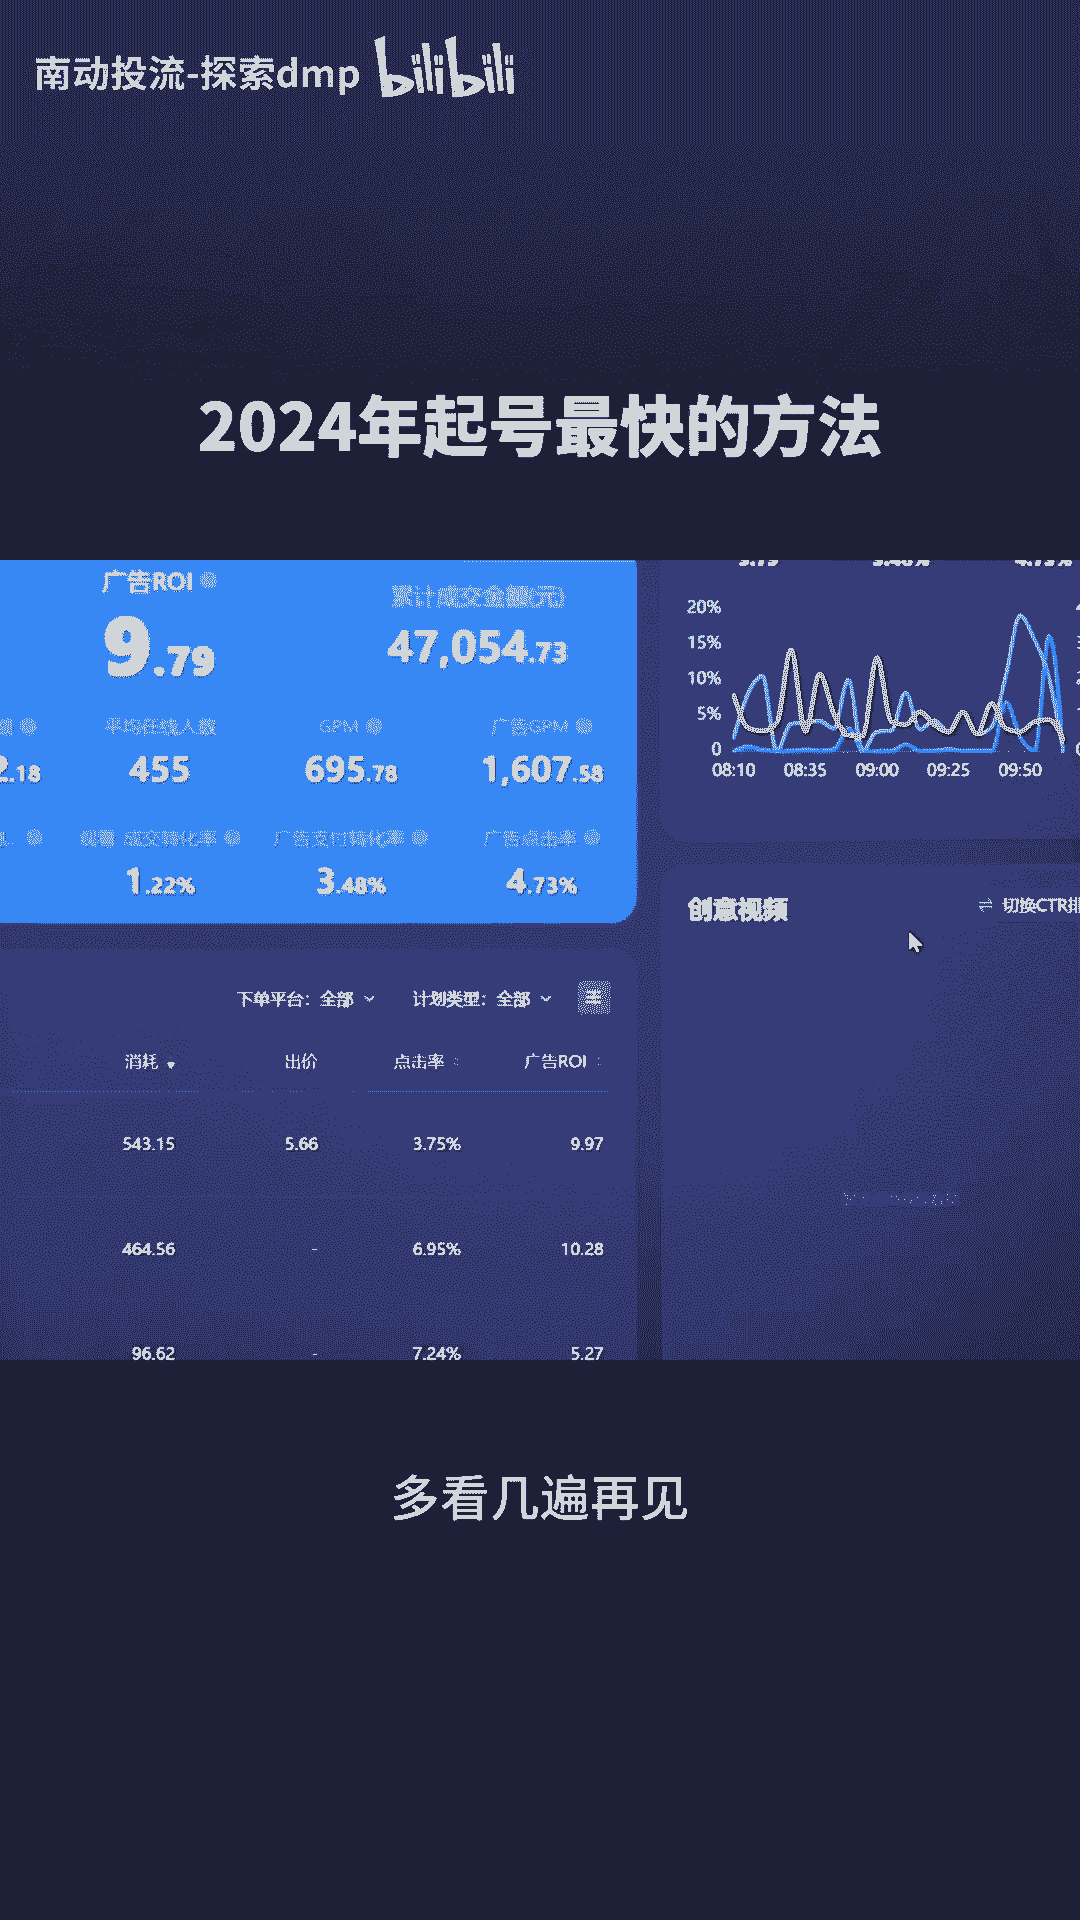 南动投流-探索dmp bilibili
2024年起号最快的方法
广告ROI
9.79
累计成交金额(元)
47,054.73
平均在线人数
GPM
广告GPM
2.18
455
695.78
1,607.58
成交转化率
广告支付转化率
广告点击率
1.22%
3.48%
4.73%
20%
15%
10%
5%
0
08:10 08:35 09:00 09:25 09:50
创意视频
切换CTR排
下单平台: 全部
计划类型: 全部
消耗 出价 点击率 广告ROI
543.15 5.66 3.75% 9.97
464.56 - 6.95% 10.28
96.62 - 7.24% 5.27
多看几遍再见